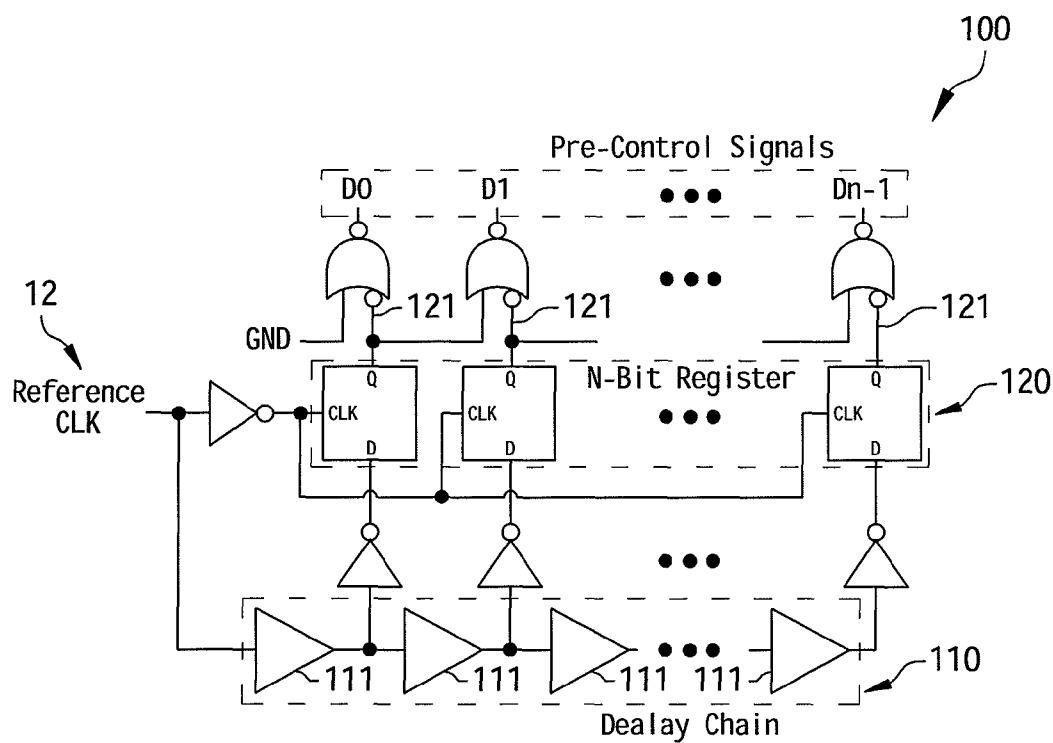 100
Pre-Control Signals
D0 D1 Dn-1
12
121 121 121
GND
Reference
CLK
Q Q N-Bit Register Q
120
CLK CLK CLK
D D D
111 111 111 111
110
Dealay Chain